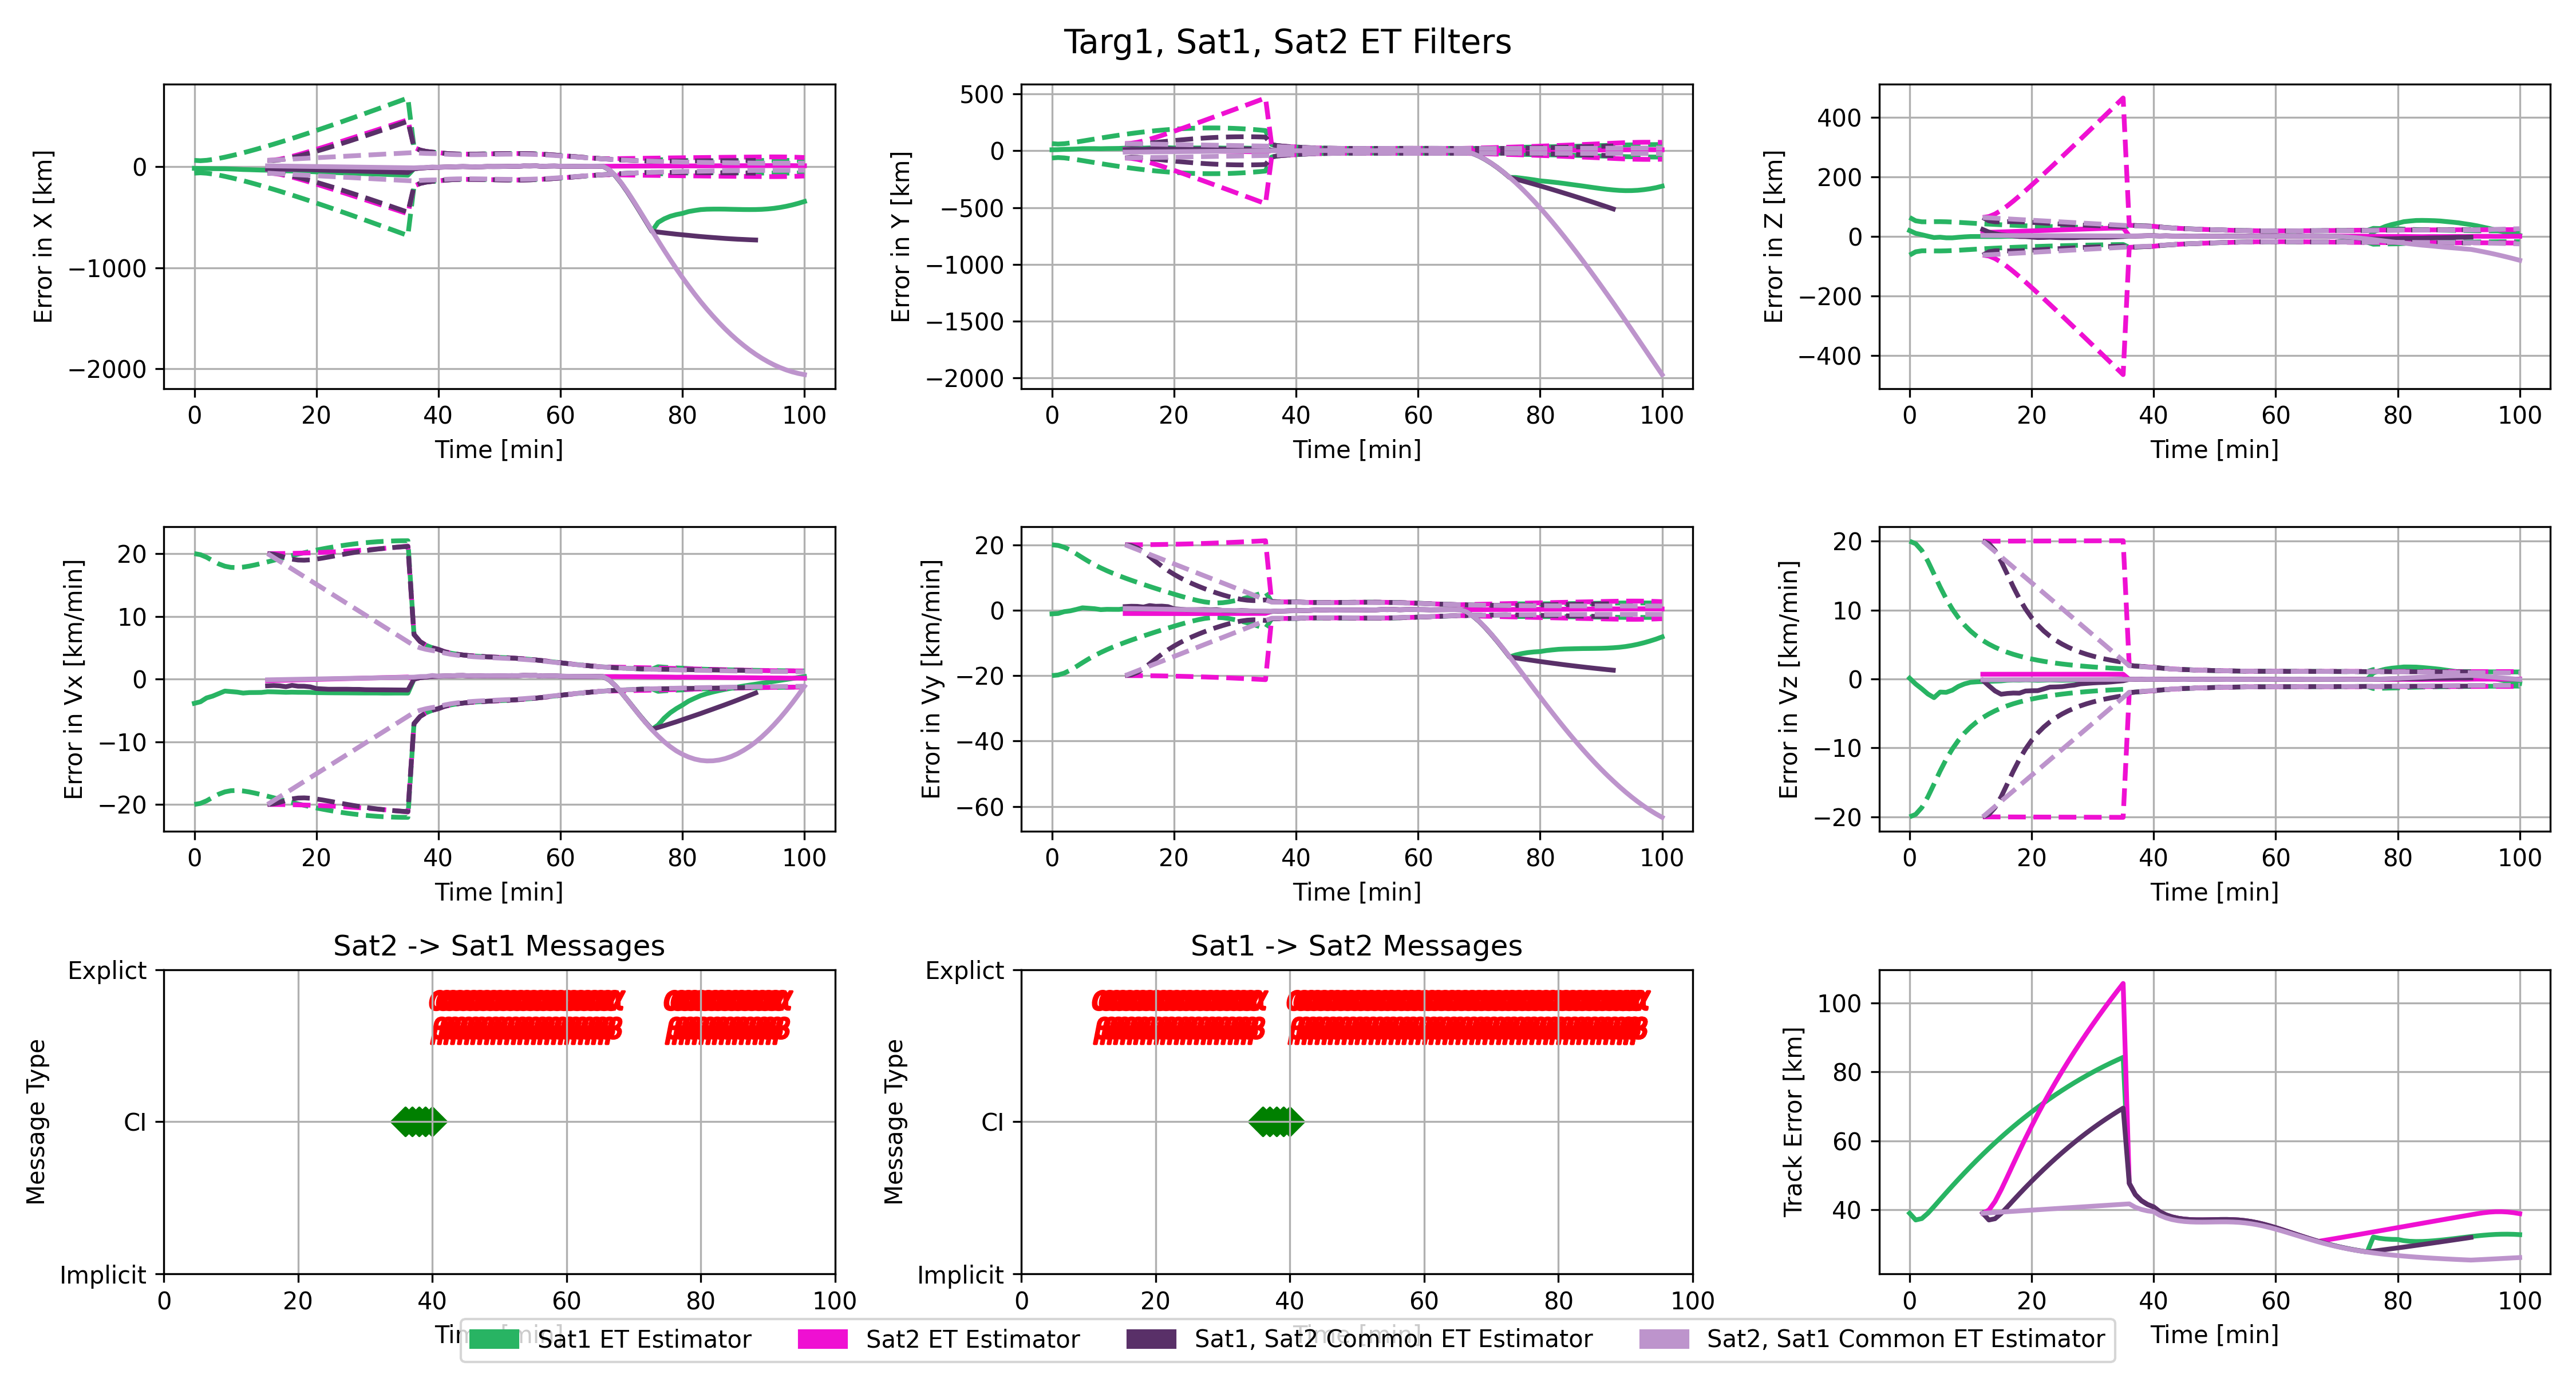 Targ1, Sat1, Sat2 ET Filters
Error in X [km]
0
−1000
−2000
0 20 40 60 80 100
Time [min]
Error in Y [km]
500
0
−500
−1000
−1500
−2000
0 20 40 60 80 100
Time [min]
Error in Z [km]
400
200
0
−200
−400
0 20 40 60 80 100
Time [min]
Error in Vx [km/min]
20
10
0
−10
−20
0 20 40 60 80 100
Time [min]
Error in Vy [km/min]
20
0
−20
−40
−60
0 20 40 60 80 100
Time [min]
Error in Vz [km/min]
20
10
0
−10
−20
0 20 40 60 80 100
Time [min]
Sat2 -> Sat1 Messages
Message Type
Explict
CI
Implicit
0 20 40 60 80 100
Time [min]
Sat1 -> Sat2 Messages
Message Type
Explict
CI
Implicit
0 20 40 60 80 100
Time [min]
Track Error [km]
100
80
60
40
0 20 40 60 80 100
Time [min]
Sat1 ET Estimator
Sat2 ET Estimator
Sat1, Sat2 Common ET Estimator
Sat2, Sat1 Common ET Estimator